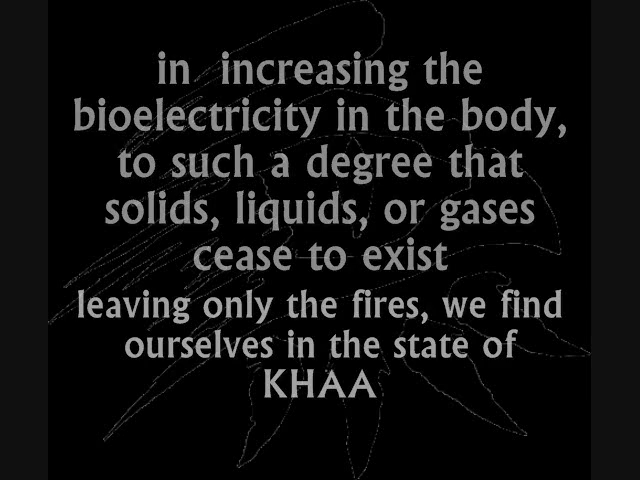 in  increasing the
bioelectricity in the body,
to such a degree that
solids, liquids, or gases
cease to exist
leaving only the fires, we find
ourselves in the state of
KHAA